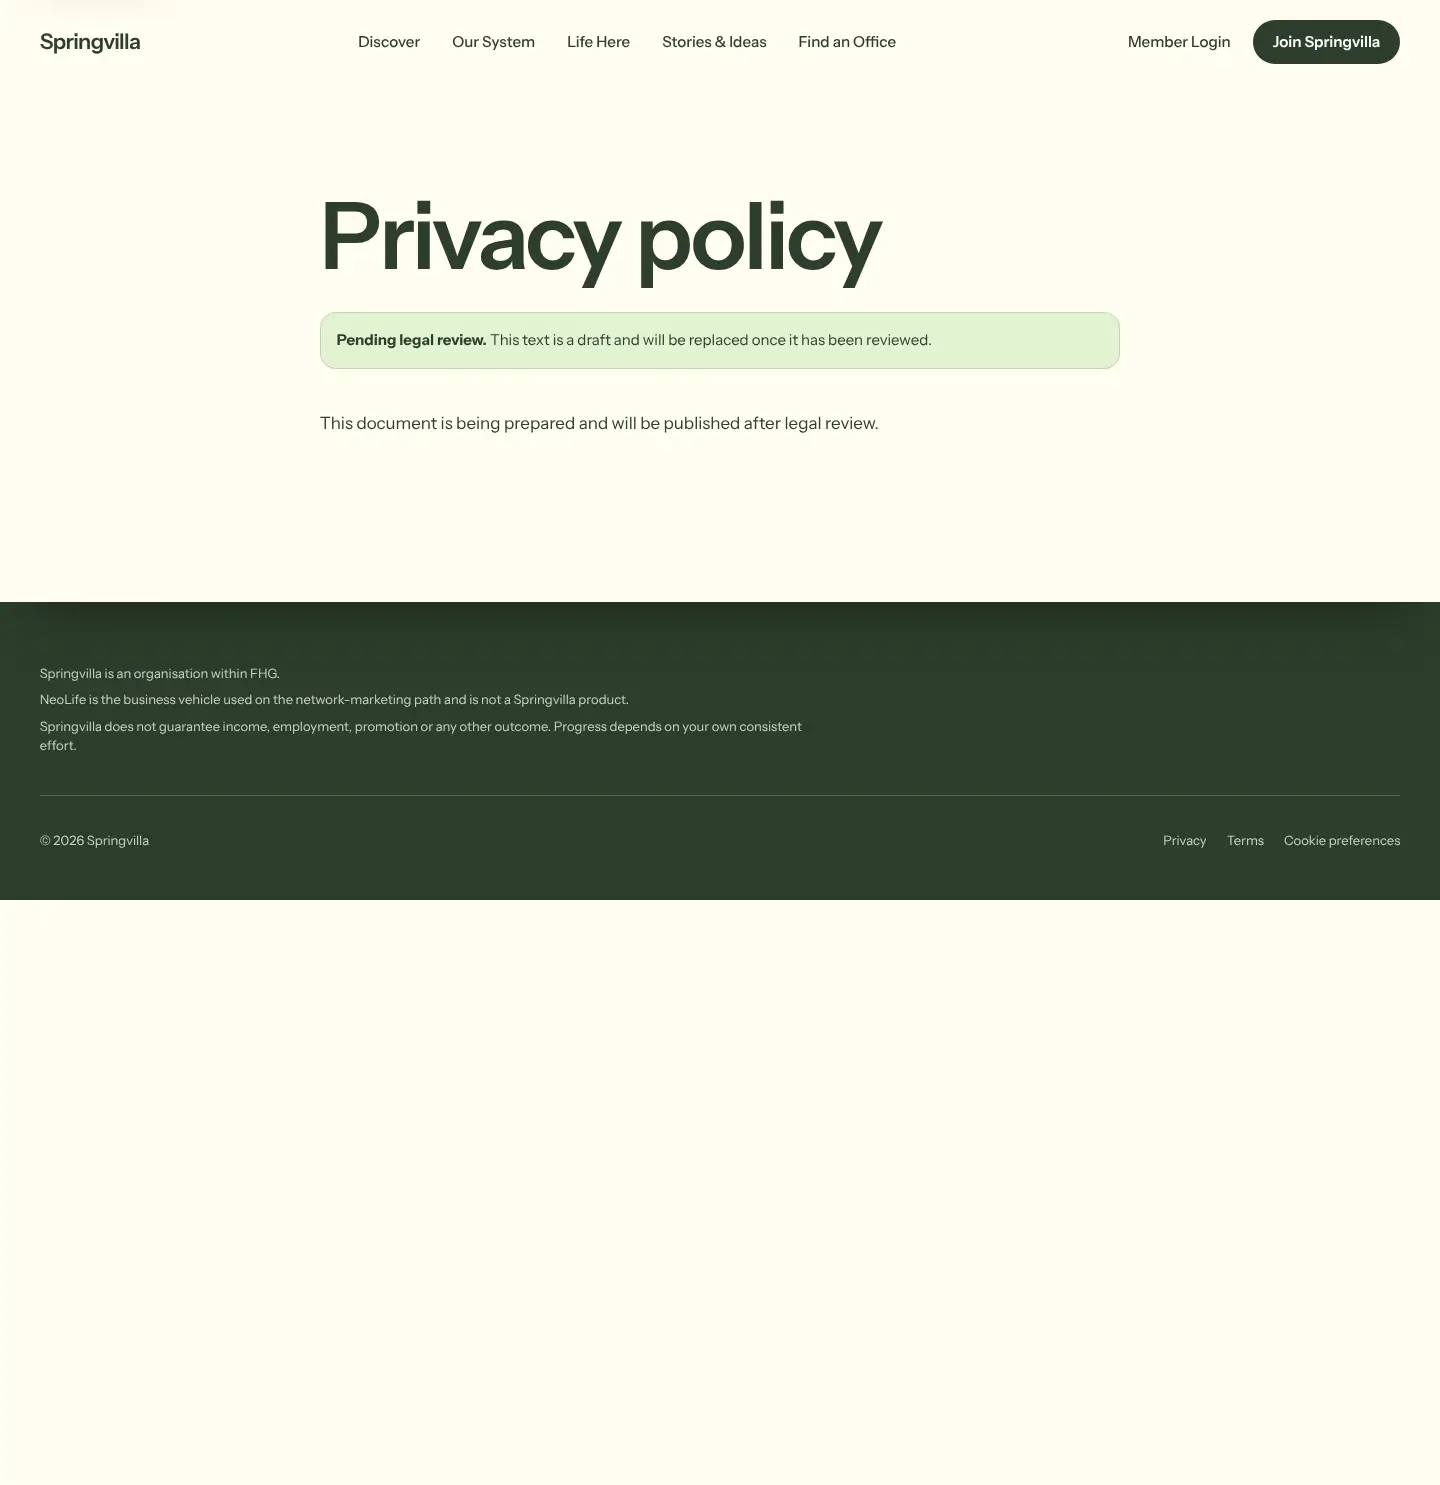 Springvilla
Discover
Our System
Life Here
Stories & Ideas
Find an Office
Member Login
Join Springvilla
Privacy policy
Pending legal review. This text is a draft and will be replaced once it has been reviewed.
This document is being prepared and will be published after legal review.
Springvilla is an organisation within FHG.
NeoLife is the business vehicle used on the network-marketing path and is not a Springvilla product.
Springvilla does not guarantee income, employment, promotion or any other outcome. Progress depends on your own consistent
effort.
© 2026 Springvilla
Privacy
Terms
Cookie preferences